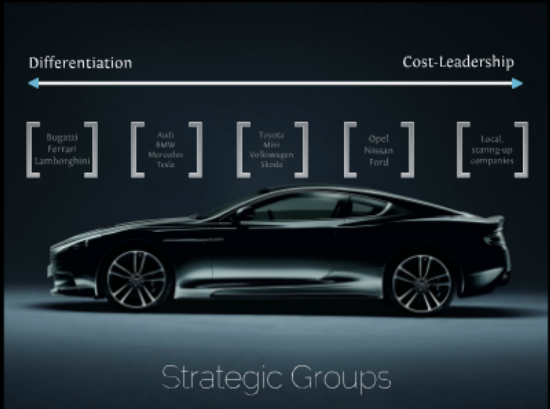 Differentiation
Cost-Leadership
Bugatti
Ferrari
Lamborghini
Audi
BMW
Mercedes
Tesla
Toyota
Mini
Volkswagen
Skoda
Opel
Nissan
Ford
Local,
staring-up
companies
Strategic Groups